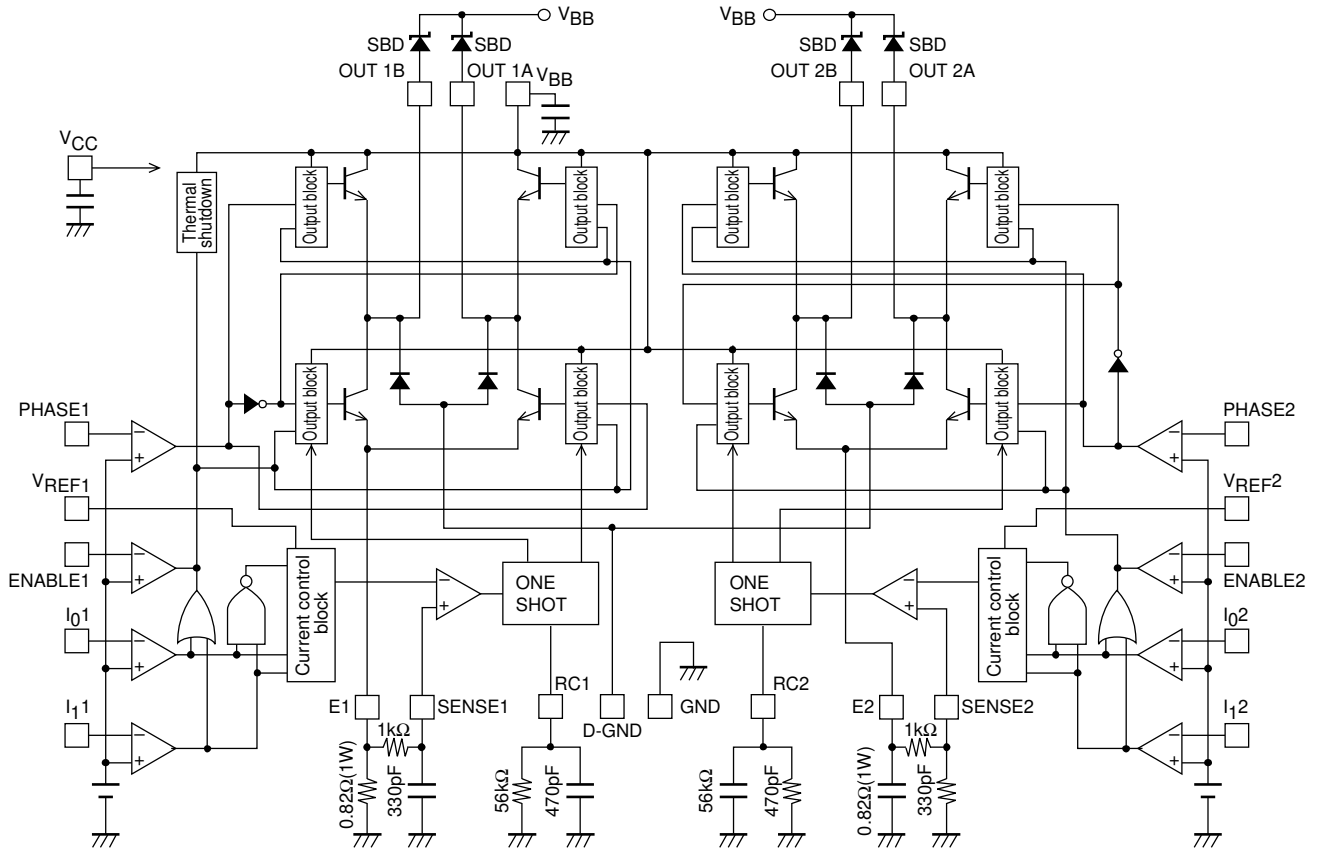 VBB
VBB
SBD
SBD
SBD
SBD
OUT 1B
OUT 1A
VBB
OUT 2B
OUT 2A
VCC
Thermal
shutdown
Output block
Output block
Output block
Output block
Output block
Output block
Output block
Output block
PHASE1
PHASE2
VREF1
VREF2
ENABLE1
ENABLE2
I01
I02
I11
I12
Current control
block
Current control
block
ONE
SHOT
ONE
SHOT
E1
SENSE1
RC1
D-GND
GND
RC2
E2
SENSE2
1kΩ
1kΩ
0.82Ω(1W)
330pF
56kΩ
470pF
56kΩ
470pF
0.82Ω(1W)
330pF